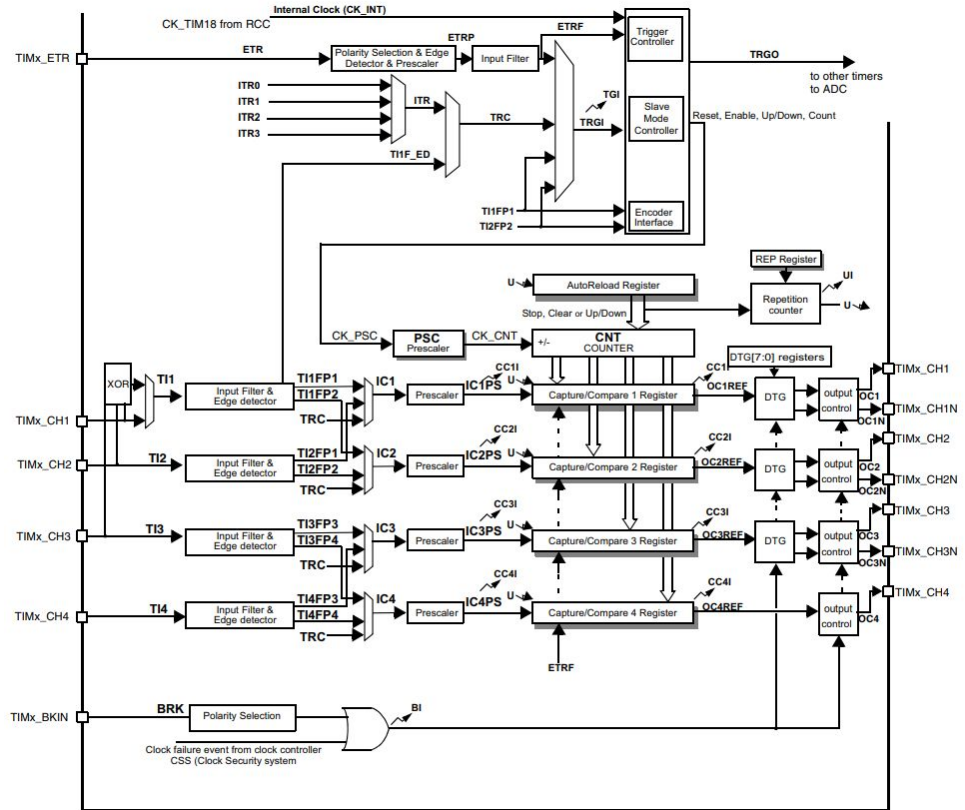 Internal Clock (CK_INT)
CK_TIM18 from RCC
TIMx_ETR
ETR
Polarity Selection & Edge
Detector & Prescaler
ETRP
Input Filter
ETRF
Trigger
Controller
TRGO
to other timers
to ADC
ITR0
ITR1
ITR2
ITR3
ITR
TRC
TI1F_ED
TGI
TRGI
Slave
Mode
Controller
Reset, Enable, Up/Down, Count
TI1FP1
TI2FP2
Encoder
Interface
REP Register
U
AutoReload Register
UI
Repetition
counter
U
Stop, Clear or Up/Down
CK_PSC
PSC
Prescaler
CK_CNT
+/-
CNT
COUNTER
DTG[7:0] registers
XOR
TI1
Input Filter &
Edge detector
TI1FP1
TI1FP2
TRC
IC1
Prescaler
IC1PS
CC1I
U
Capture/Compare 1 Register
CC1I
OC1REF
DTG
output
control
OC1
OC1N
TIMx_CH1
TIMx_CH1N
TIMx_CH1
TIMx_CH2
TI2
Input Filter &
Edge detector
TI2FP1
TI2FP2
TRC
IC2
Prescaler
IC2PS
CC2I
U
Capture/Compare 2 Register
CC2I
OC2REF
DTG
output
control
OC2
OC2N
TIMx_CH2
TIMx_CH2N
TIMx_CH3
TI3
Input Filter &
Edge detector
TI3FP3
TI3FP4
TRC
IC3
Prescaler
IC3PS
CC3I
U
Capture/Compare 3 Register
CC3I
OC3REF
DTG
output
control
OC3
OC3N
TIMx_CH3
TIMx_CH3N
TIMx_CH4
TI4
Input Filter &
Edge detector
TI4FP3
TI4FP4
TRC
IC4
Prescaler
IC4PS
CC4I
U
Capture/Compare 4 Register
CC4I
OC4REF
output
control
OC4
TIMx_CH4
ETRF
TIMx_BKIN
BRK
Polarity Selection
BI
Clock failure event from clock controller
CSS (Clock Security system